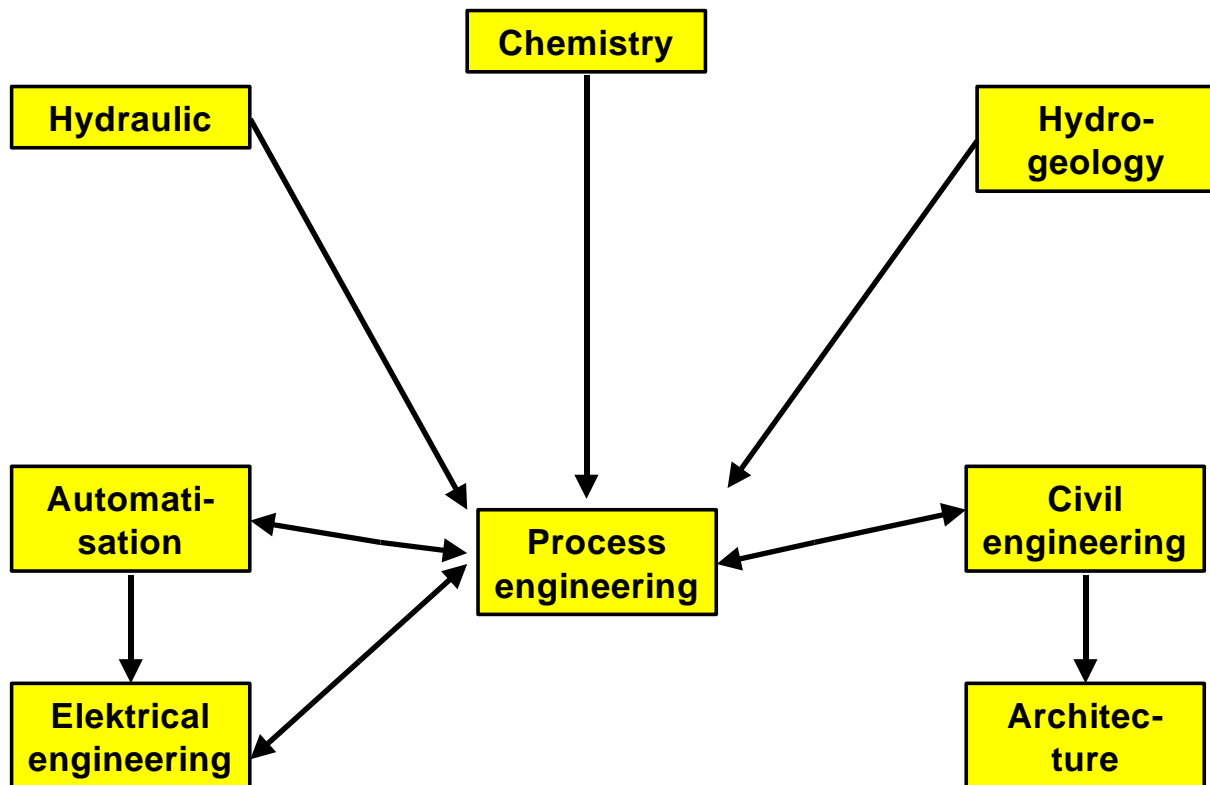 Chemistry
Hydraulic
Hydro-
geology
Automati-
sation
Process
engineering
Civil
engineering
Elektrical
engineering
Architec-
ture